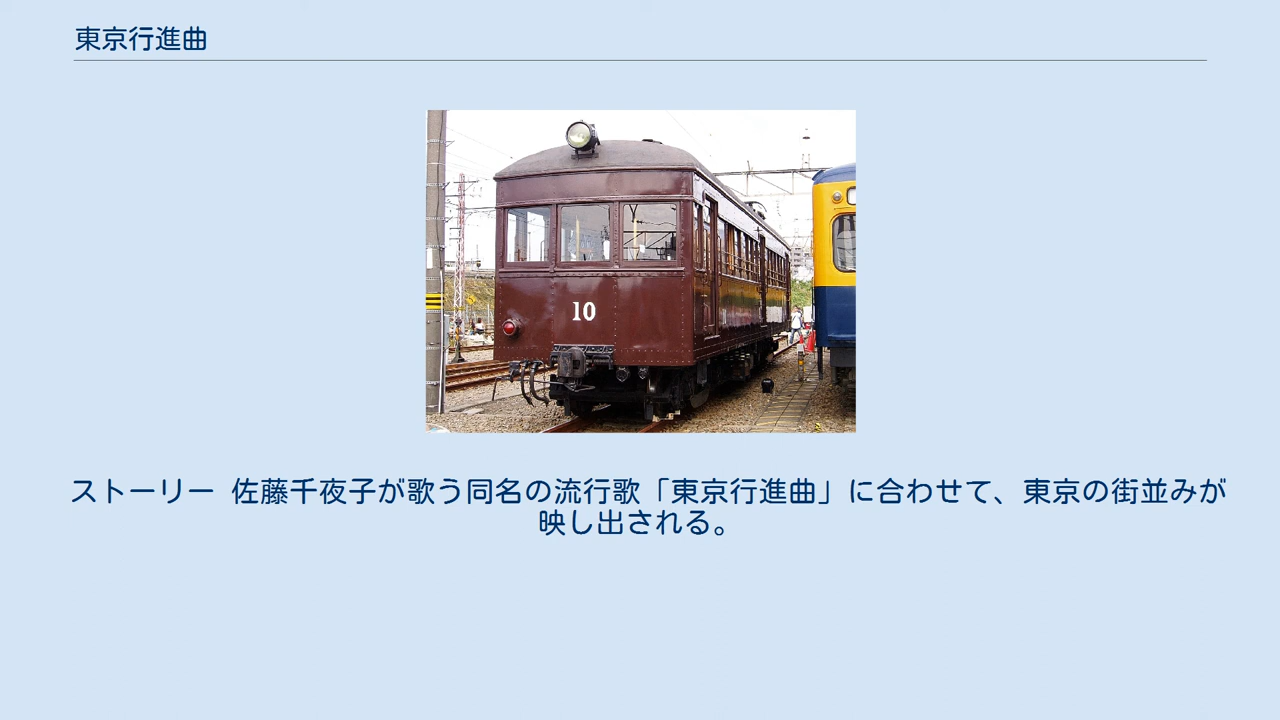 東京行進曲
10
ストーリー 佐藤千夜子が歌う同名の流行歌「東京行進曲」に合わせて、東京の街並みが
映し出される。